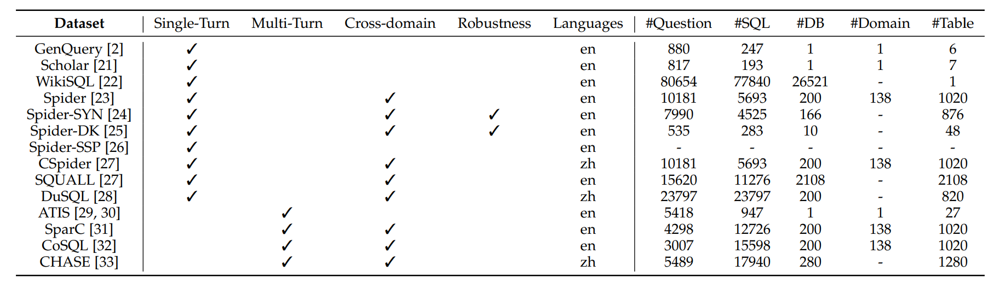 Dataset Single-Turn Multi-Turn Cross-domain Robustness Languages #Question #SQL #DB #Domain #Table
GenQuery [2] ✓ en 880 247 1 1 6
Scholar [21] ✓ en 817 193 1 1 7
WikiSQL [22] ✓ en 80654 77840 26521 - 1
Spider [23] ✓ ✓ en 10181 5693 200 138 1020
Spider-SYN [24] ✓ ✓ ✓ en 7990 4525 166 - 876
Spider-DK [25] ✓ ✓ ✓ en 535 283 10 - 48
Spider-SSP [26] ✓ en - - - - -
CSpider [27] ✓ ✓ zh 10181 5693 200 138 1020
SQUALL [27] ✓ ✓ en 15620 11276 2108 - 2108
DuSQL [28] ✓ ✓ zh 23797 23797 200 - 820
ATIS [29, 30] ✓ en 5418 947 1 1 27
SparC [31] ✓ ✓ en 4298 12726 200 138 1020
CoSQL [32] ✓ ✓ en 3007 15598 200 138 1020
CHASE [33] ✓ ✓ zh 5489 17940 280 - 1280